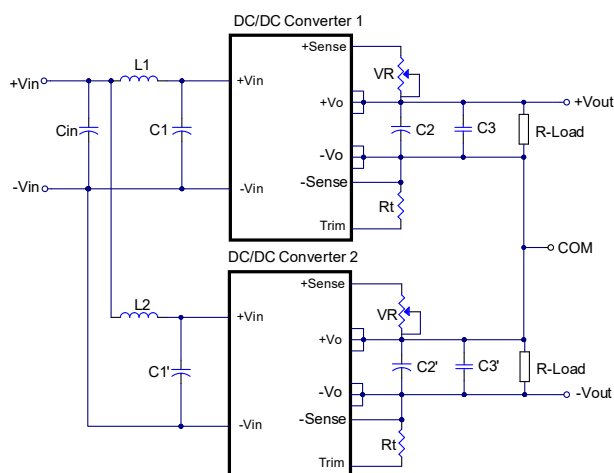 DC/DC Converter 1
+Sense
L1
VR
+Vin
+Vin
+Vo
+Vout
Cin
C1
C2
C3
R-Load
-Vo
-Vin
-Vin
-Sense
Rt
Trim
COM
DC/DC Converter 2
+Sense
L2
VR
+Vin
+Vo
C1'
C2'
C3'
R-Load
-Vo
-Vout
-Vin
-Sense
Rt
Trim